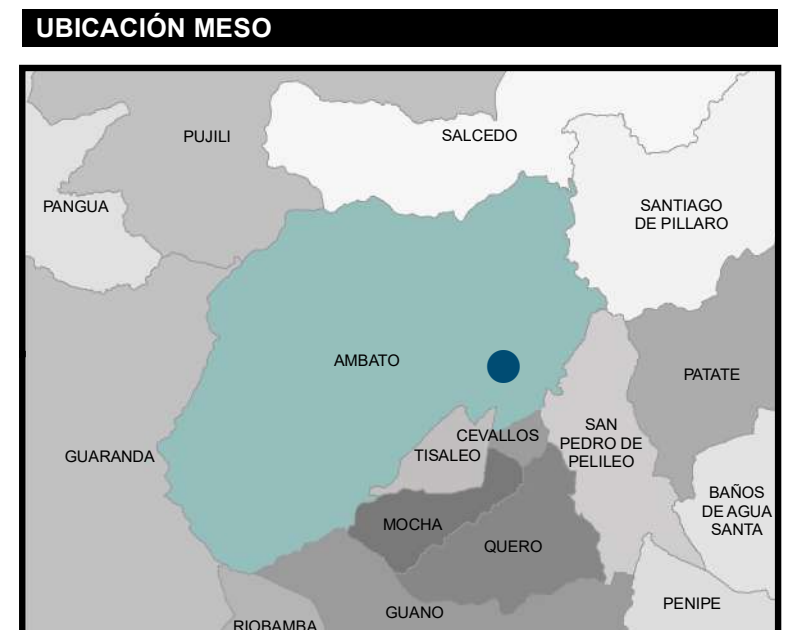 UBICACIÓN MESO
PUJILI
SALCEDO
PANGUA
SANTIAGO
DE PILLARO
AMBATO
PATATE
GUARANDA
CEVALLOS
TISALEO
SAN
PEDRO DE
PELILEO
BAÑOS
DE AGUA
SANTA
MOCHA
QUERO
PENIPE
GUANO
RIOBAMBA